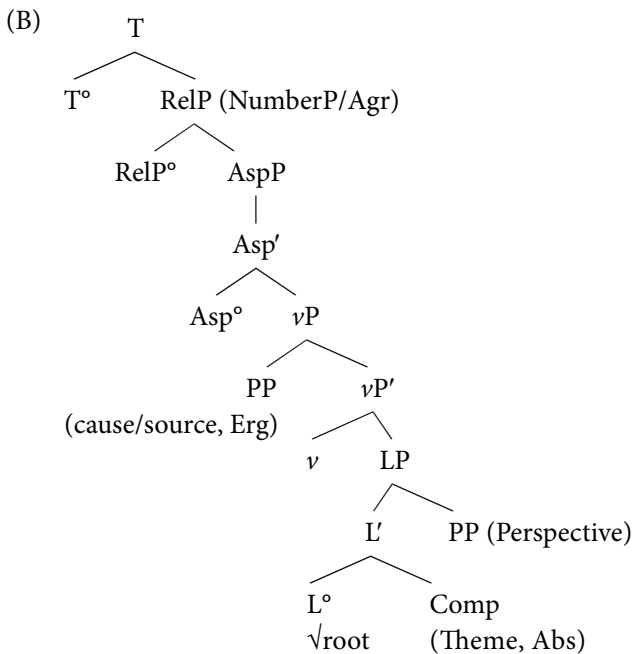 (B)
T
T° RelP (NumberP/Agr)
RelP° AspP
Asp′
Asp° vP
PP vP′
(cause/source, Erg)
v LP
L′ PP (Perspective)
L° Comp
√root (Theme, Abs)